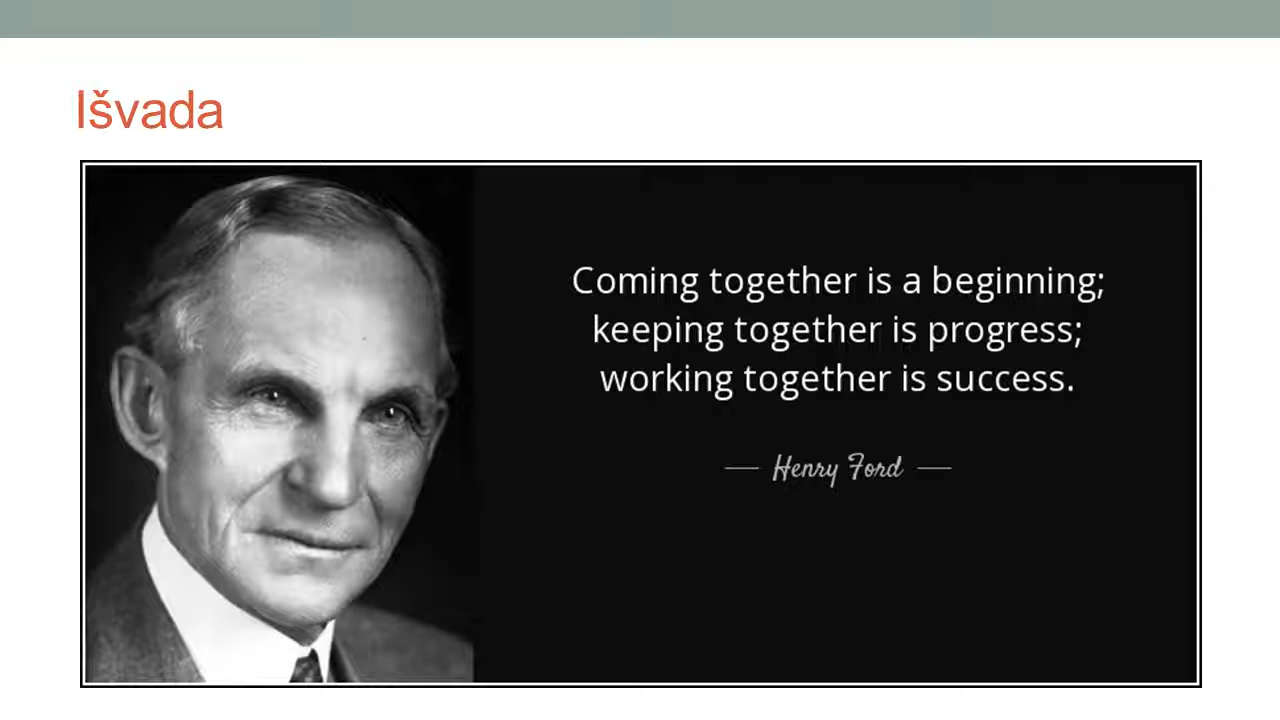 Išvada
Coming together is a beginning;
keeping together is progress;
working together is success.
— Henry Ford —